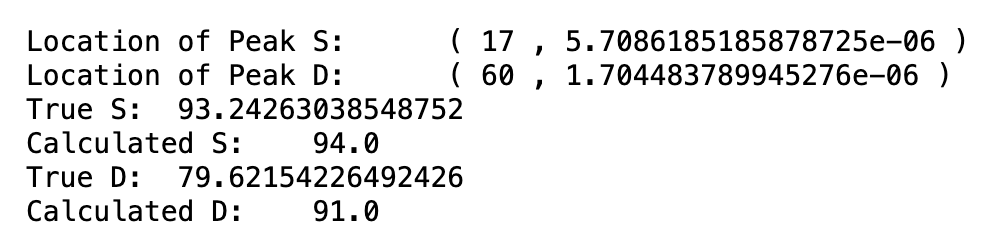 Location of Peak S:      ( 17 , 5.7086185185878725e-06 )
Location of Peak D:      ( 60 , 1.704483789945276e-06 )
True S:  93.24263038548752
Calculated S:    94.0
True D:  79.62154226492426
Calculated D:    91.0